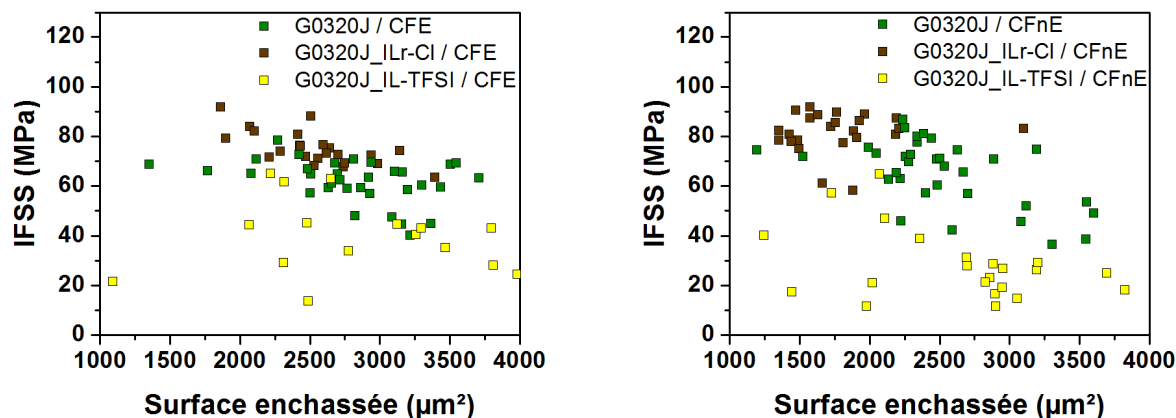 G0320J / CFE
G0320J_ILr-Cl / CFE
G0320J_IL-TFSI / CFE
IFSS (MPa)
120
100
80
60
40
20
0
1000 1500 2000 2500 3000 3500 4000
Surface enchassée (µm²)
G0320J / CFnE
G0320J_ILr-Cl / CFnE
G0320J_IL-TFSI / CFnE
IFSS (MPa)
120
100
80
60
40
20
0
1000 1500 2000 2500 3000 3500 4000
Surface enchassée (µm²)